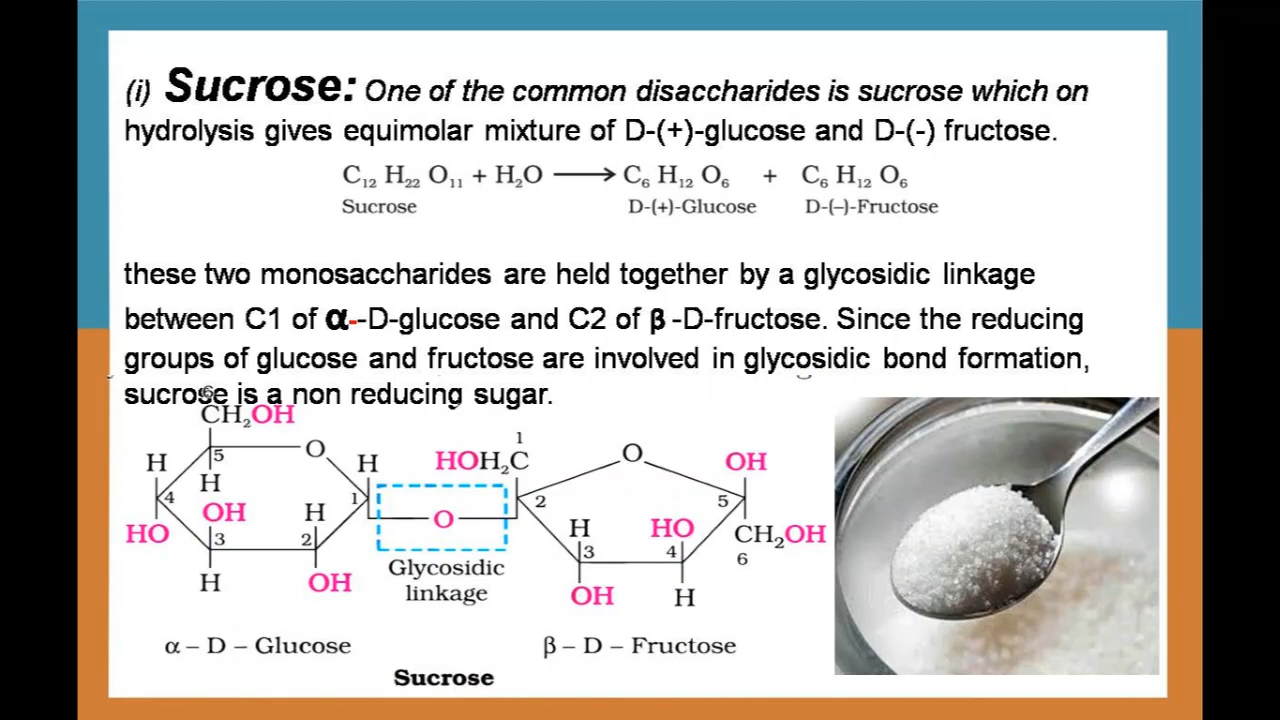 (i) Sucrose: One of the common disaccharides is sucrose which on
hydrolysis gives equimolar mixture of D-(+)-glucose and D-(-) fructose.
C₁₂ H₂₂ O₁₁ + H₂O ⟶ C₆ H₁₂ O₆ + C₆ H₁₂ O₆
Sucrose D-(+)-Glucose D-(–)-Fructose
these two monosaccharides are held together by a glycosidic linkage
between C1 of α--D-glucose and C2 of β -D-fructose. Since the reducing
groups of glucose and fructose are involved in glycosidic bond formation,
sucrose is a non reducing sugar.
6
CH₂OH
1
H 5 O H HOH₂C O OH
H
4 1 2 5
OH H O H HO
HO 3 2 3 4 CH₂OH
6
H OH Glycosidic OH H
linkage
α – D – Glucose β – D – Fructose
Sucrose